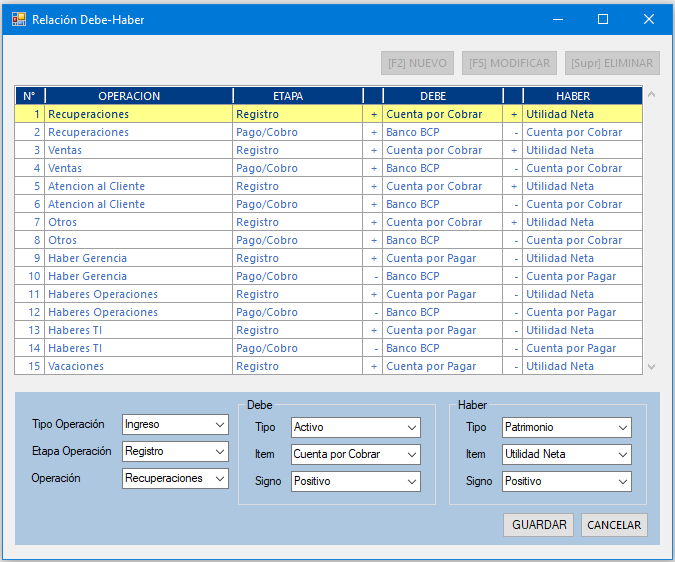 Relación Debe-Haber
[F2] NUEVO [F5] MODIFICAR [Supr] ELIMINAR
N° OPERACION ETAPA DEBE HABER
1 Recuperaciones Registro + Cuenta por Cobrar + Utilidad Neta
2 Recuperaciones Pago/Cobro + Banco BCP - Cuenta por Cobrar
3 Ventas Registro + Cuenta por Cobrar + Utilidad Neta
4 Ventas Pago/Cobro + Banco BCP - Cuenta por Cobrar
5 Atencion al Cliente Registro + Cuenta por Cobrar + Utilidad Neta
6 Atencion al Cliente Pago/Cobro + Banco BCP - Cuenta por Cobrar
7 Otros Registro + Cuenta por Cobrar + Utilidad Neta
8 Otros Pago/Cobro + Banco BCP - Cuenta por Cobrar
9 Haber Gerencia Registro + Cuenta por Pagar - Utilidad Neta
10 Haber Gerencia Pago/Cobro - Banco BCP - Cuenta por Pagar
11 Haberes Operaciones Registro + Cuenta por Pagar - Utilidad Neta
12 Haberes Operaciones Pago/Cobro - Banco BCP - Cuenta por Pagar
13 Haberes TI Registro + Cuenta por Pagar - Utilidad Neta
14 Haberes TI Pago/Cobro - Banco BCP - Cuenta por Pagar
15 Vacaciones Registro + Cuenta por Pagar - Utilidad Neta
Debe Haber
Tipo Operación Ingreso Tipo Activo Tipo Patrimonio
Etapa Operación Registro Item Cuenta por Cobrar Item Utilidad Neta
Operación Recuperaciones Signo Positivo Signo Positivo
GUARDAR CANCELAR